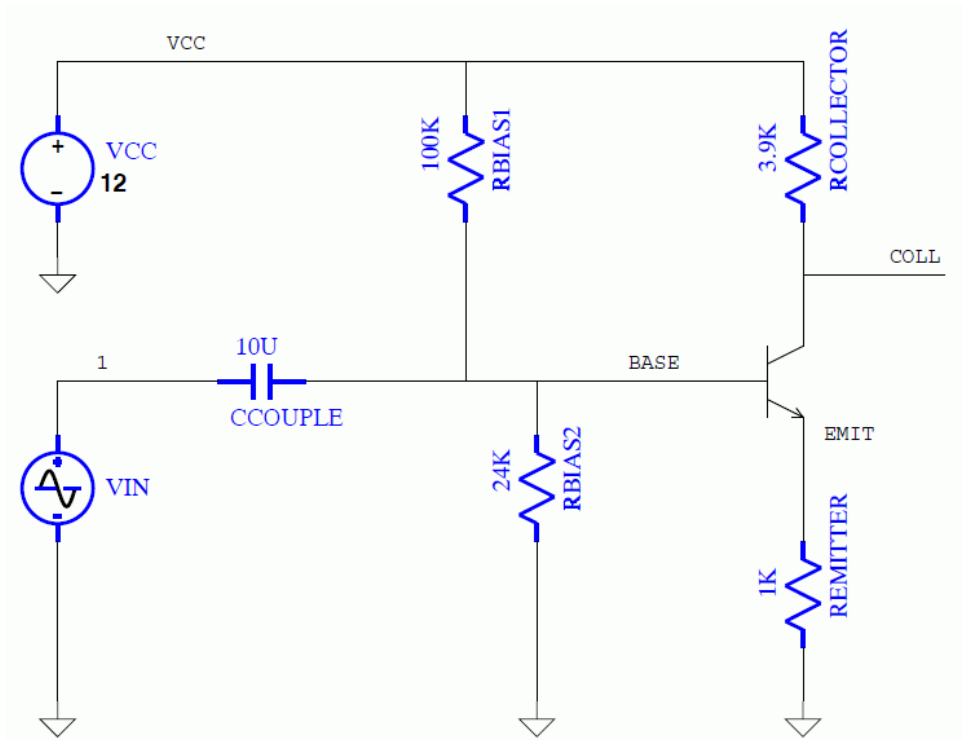 VCC
VCC
12
100K
RBIAS1
3.9K
RCOLLECTOR
COLL
1
10U
CCOUPLE
BASE
EMIT
VIN
24K
RBIAS2
1K
REMITTER